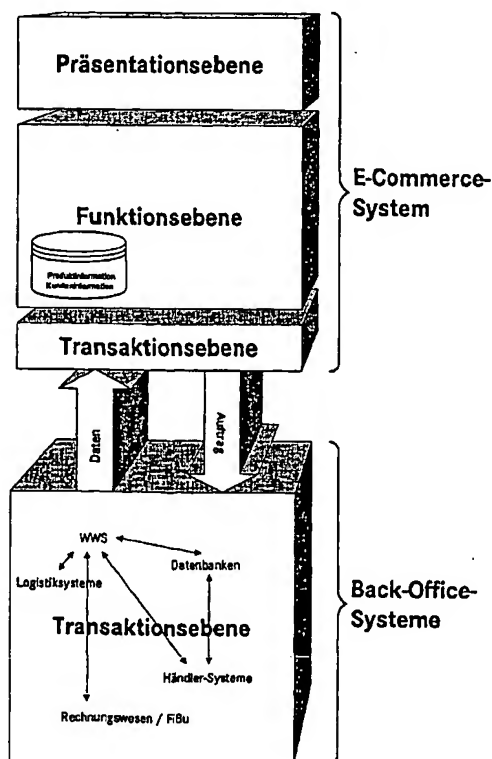 Präsentationsebene
Funktionsebene
Produktinformation
Kundeninformation
E-Commerce-
System
Transaktionsebene
Daten
Auftrag
WWS
Datenbanken
Logistiksysteme
Transaktionsebene
Händler-Systeme
Rechnungswesen / FiBu
Back-Office-
Systeme